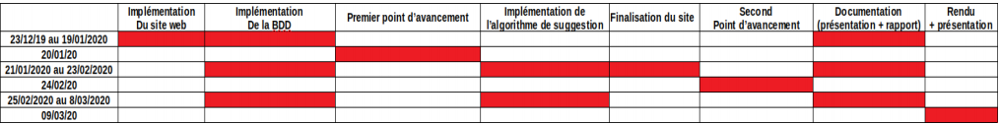 Implémentation
Du site web
Implémentation
De la BDD
Premier point d'avancement
Implémentation de
l'algorithme de suggestion
Finalisation du site
Second
Point d'avancement
Documentation
(présentation + rapport)
Rendu
+ présentation
23/12/19 au 19/01/2020
20/01/20
21/01/2020 au 23/02/2020
24/02/20
25/02/2020 au 8/03/2020
09/03/20